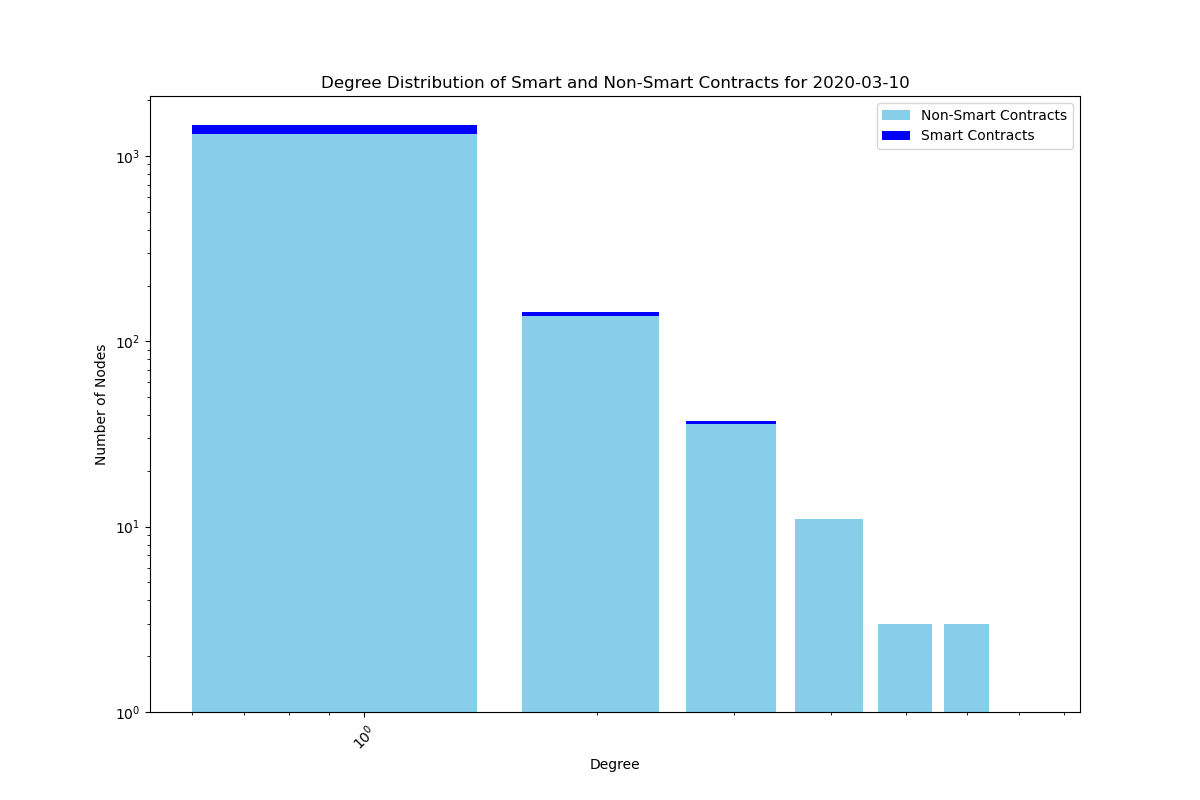 Degree Distribution of Smart and Non-Smart Contracts for 2020-03-10
Non-Smart Contracts
Smart Contracts
Number of Nodes
10³
10²
10¹
10⁰
10⁰
Degree